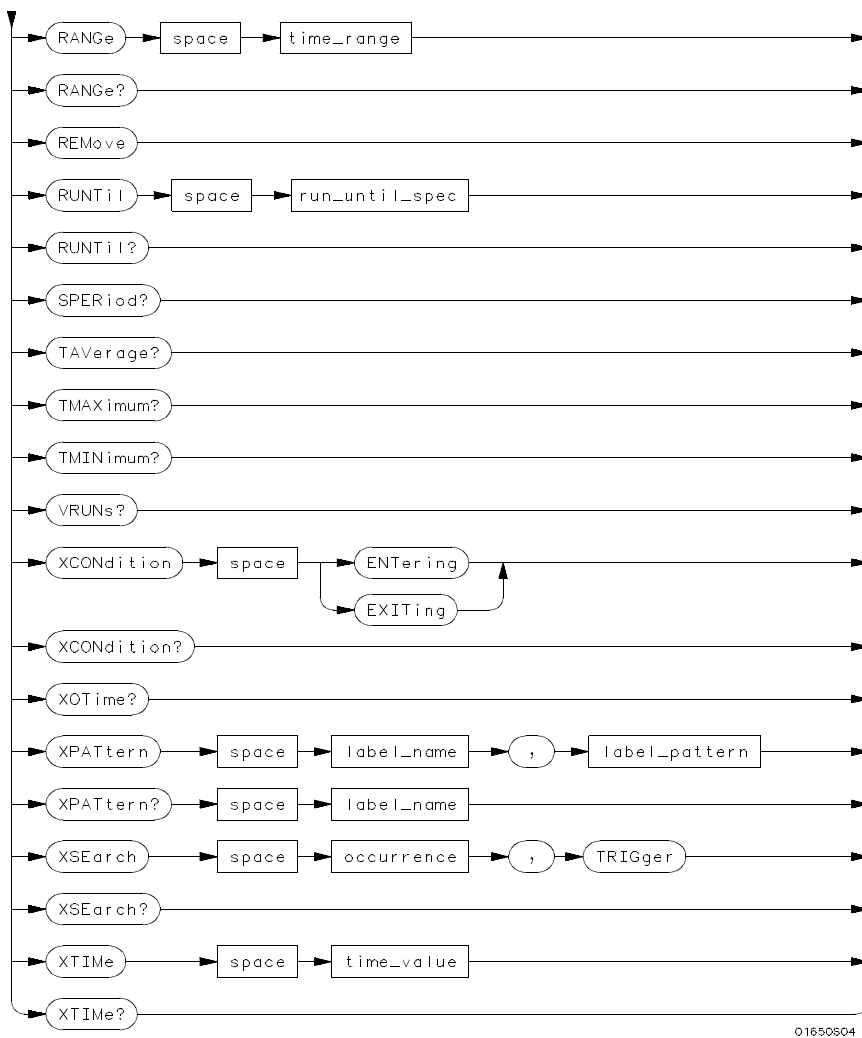 RANGe space time_range
RANGe?
REMove
RUNTil space run_until_spec
RUNTil?
SPERiod?
TAVerage?
TMAXimum?
TMINimum?
VRUNs?
XCONdition space ENTering
EXITing
XCONdition?
XOTime?
XPATtern space label_name , label_pattern
XPATtern? space label_name
XSEarch space occurrence , TRIGger
XSEarch?
XTIMe space time_value
XTIMe?
01650S04